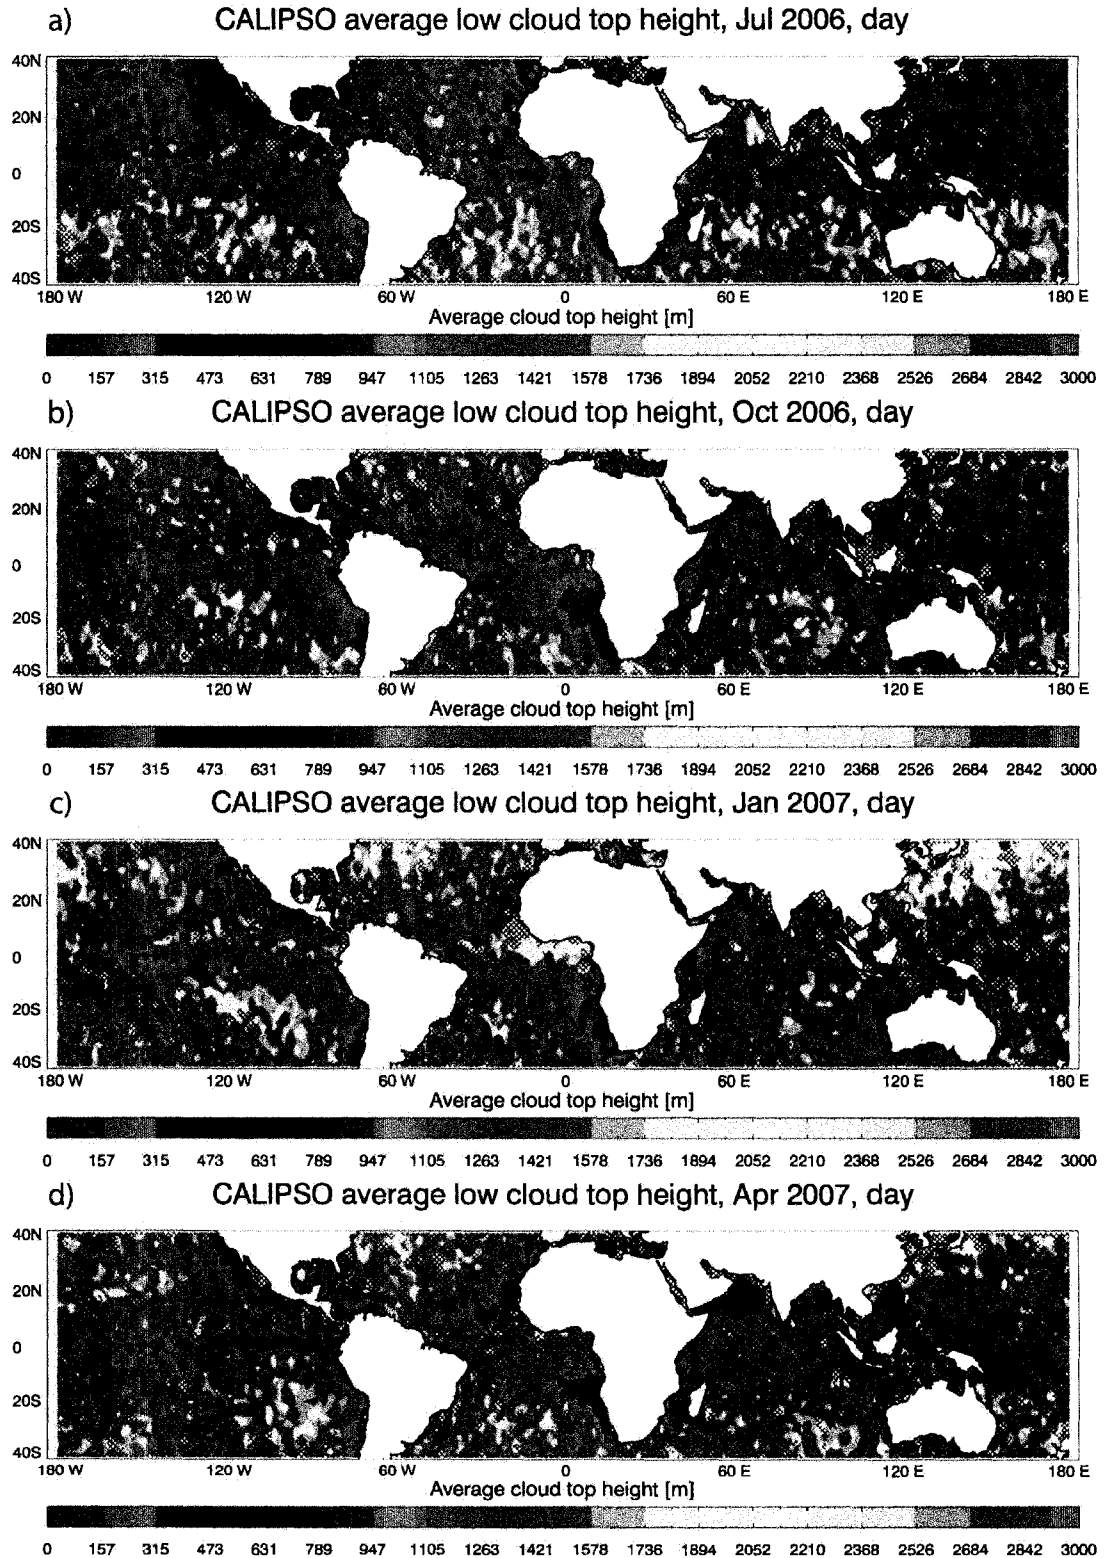 a) CALIPSO average low cloud top height, Jul 2006, day
40N
20N
0
20S
40S
180 W 120 W 60 W 0 60 E 120 E 180 E
Average cloud top height [m]
0 157 315 473 631 789 947 1105 1263 1421 1578 1736 1894 2052 2210 2368 2526 2684 2842 3000
b) CALIPSO average low cloud top height, Oct 2006, day
40N
20N
0
20S
40S
180 W 120 W 60 W 0 60 E 120 E 180 E
Average cloud top height [m]
0 157 315 473 631 789 947 1105 1263 1421 1578 1736 1894 2052 2210 2368 2526 2684 2842 3000
c) CALIPSO average low cloud top height, Jan 2007, day
40N
20N
0
20S
40S
180 W 120 W 60 W 0 60 E 120 E 180 E
Average cloud top height [m]
0 157 315 473 631 789 947 1105 1263 1421 1578 1736 1894 2052 2210 2368 2526 2684 2842 3000
d) CALIPSO average low cloud top height, Apr 2007, day
40N
20N
0
20S
40S
180 W 120 W 60 W 0 60 E 120 E 180 E
Average cloud top height [m]
0 157 315 473 631 789 947 1105 1263 1421 1578 1736 1894 2052 2210 2368 2526 2684 2842 3000